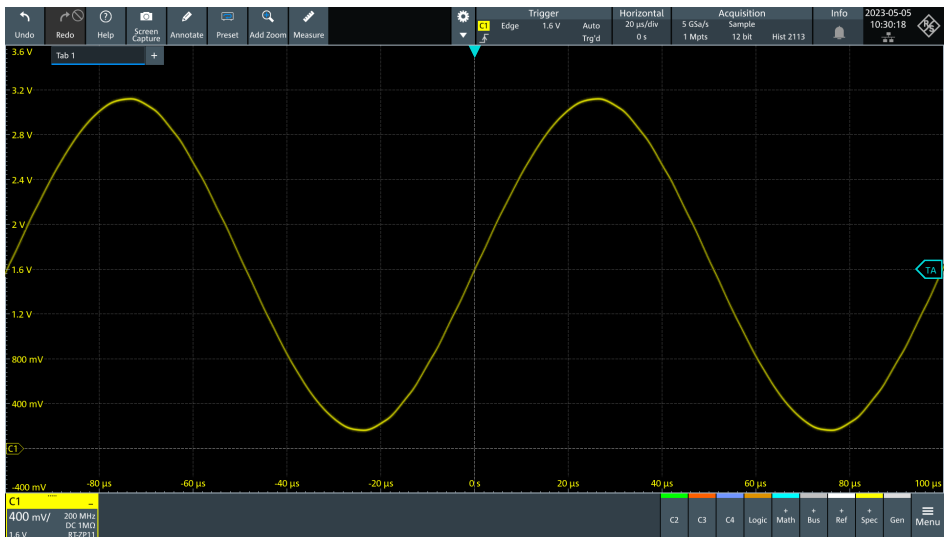 Undo
Redo
Help
Screen
Capture
Annotate
Preset
Add Zoom
Measure
Trigger
C1 Edge 1.6 V Auto
Trg'd
Horizontal
20 µs/div
0 s
Acquisition
5 GSa/s Sample
1 Mpts 12 bit Hist 2113
Info
2023-05-05
10:30:18
R S
Tab 1 +
3.6 V
3.2 V
2.8 V
2.4 V
2 V
1.6 V
TA
1.2 V
800 mV
400 mV
C1
-400 mV
-80 µs -60 µs -40 µs -20 µs 0 s 20 µs 40 µs 60 µs 80 µs 100 µs
C1
400 mV/ 200 MHz
DC 1MΩ
1.6 V RT-ZP11
C2
C3
C4
Logic
+
Math
+
Bus
+
Ref
+
Spec
Gen
Menu